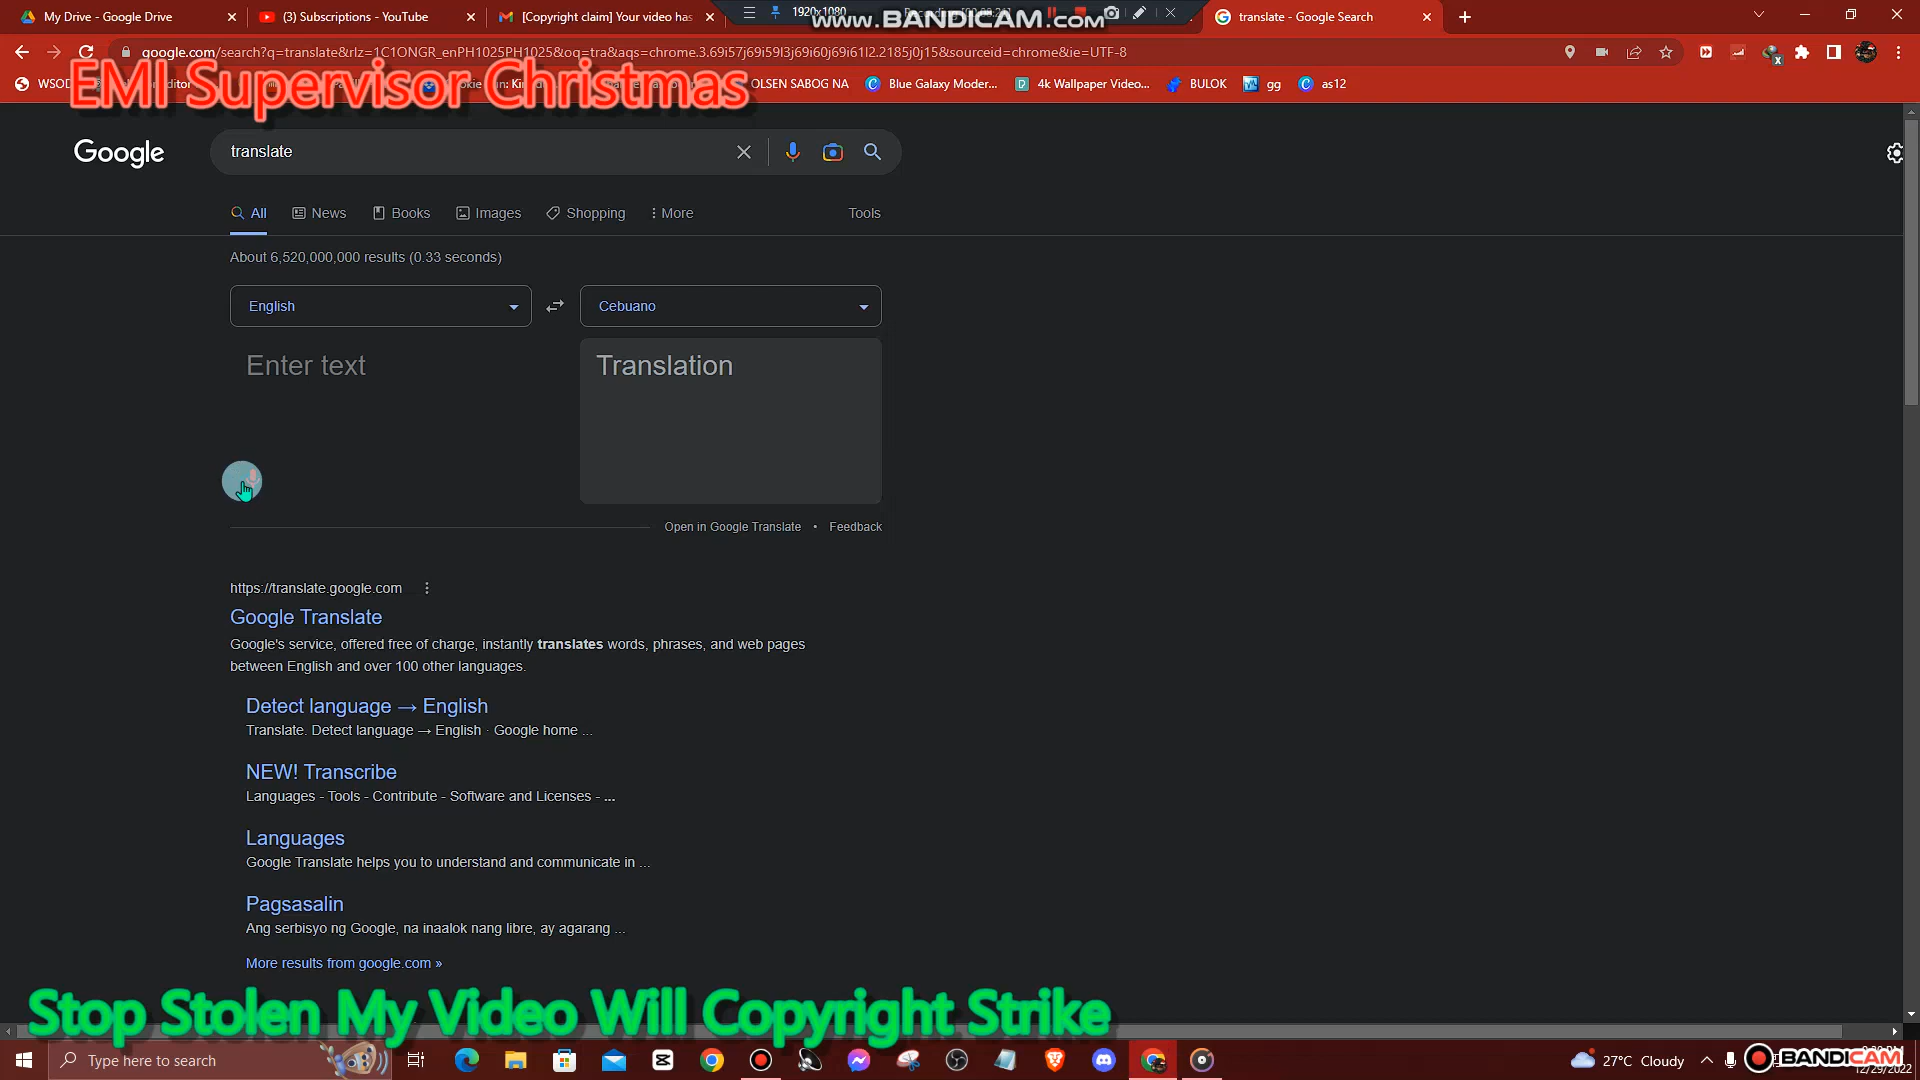 My Drive - Google Drive
(3) Subscriptions - YouTube
[Copyright claim] Your video has
1920x1080
www.BANDICAM.com
translate - Google Search
google.com/search?q=translate&rlz=1C1ONGR_enPH1025PH1025&oq=tra&aqs=chrome.3.69i57j69i59l3j69i60j69i61l2.2185j0j15&sourceid=chrome&ie=UTF-8
EMI Supervisor Christmas
OLSEN SABOG NA
Blue Galaxy Moder...
4k Wallpaper Video...
BULOK
gg
as12
Google
translate
All
News
Books
Images
Shopping
More
Tools
About 6,520,000,000 results (0.33 seconds)
English
Cebuano
Enter text
Translation
Open in Google Translate • Feedback
https://translate.google.com
Google Translate
Google's service, offered free of charge, instantly translates words, phrases, and web pages
between English and over 100 other languages.
Detect language → English
Translate. Detect language → English · Google home ...
NEW! Transcribe
Languages - Tools - Contribute - Software and Licenses - ...
Languages
Google Translate helps you to understand and communicate in ...
Pagsasalin
Ang serbisyo ng Google, na inaalok nang libre, ay agarang ...
More results from google.com »
Stop Stolen My Video Will Copyright Strike
Type here to search
27°C Cloudy
BANDICAM
12/29/2022